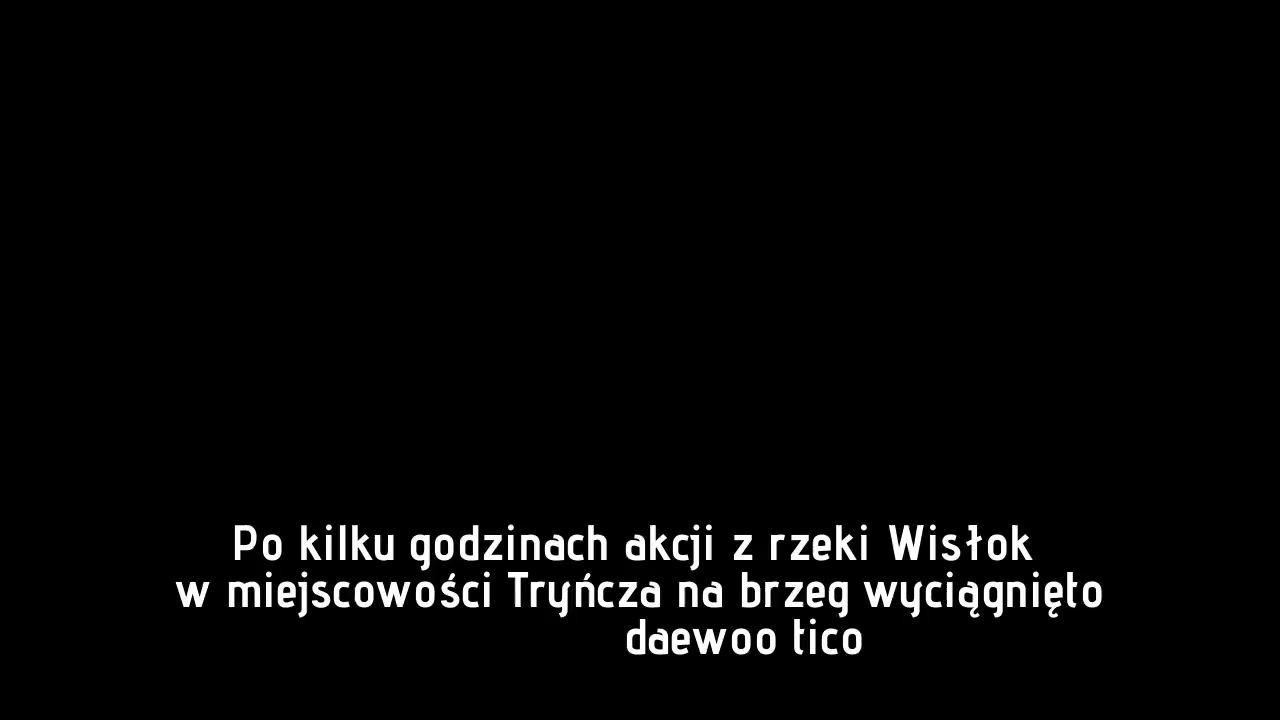 Po kilku godzinach akcji z rzeki Wisłok
w miejscowości Tryńcza na brzeg wyciągnięto
daewoo tico